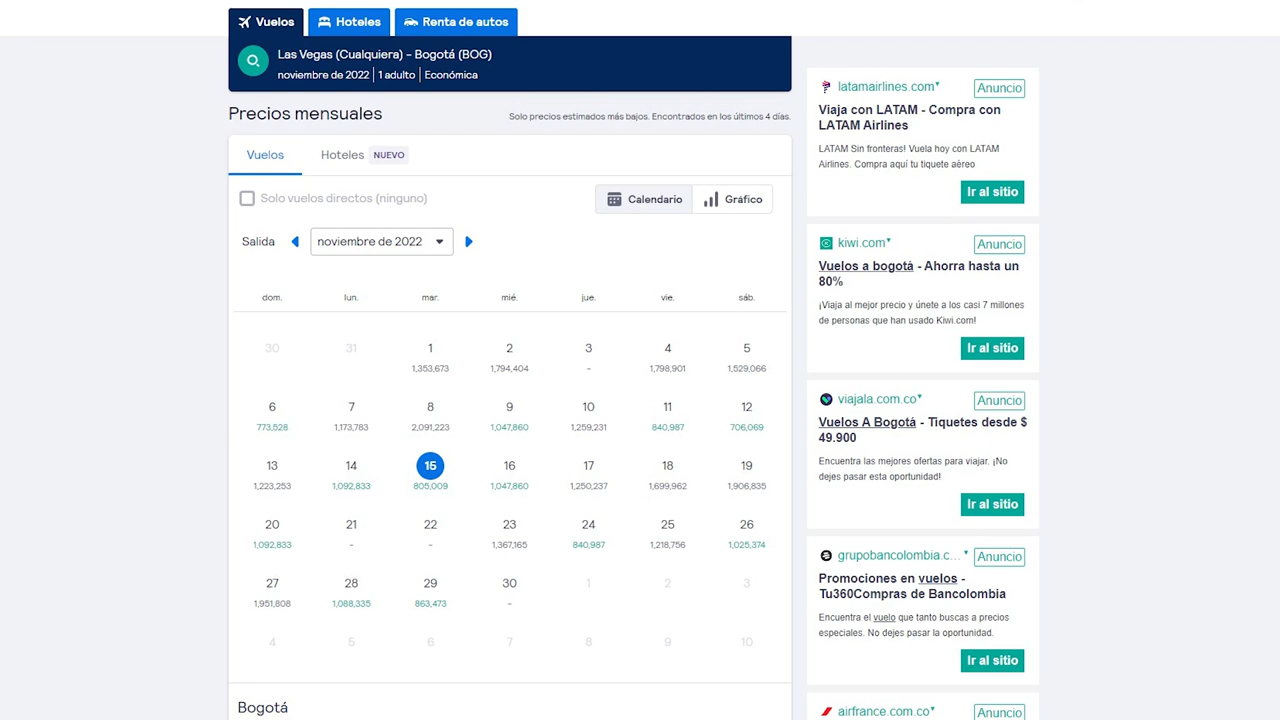 Vuelos
Hoteles
Renta de autos
Las Vegas (Cualquiera) – Bogotá (BOG)
noviembre de 2022 | 1 adulto | Económica
Precios mensuales
Solo precios estimados más bajos. Encontrados en los últimos 4 días.
Vuelos
Hoteles NUEVO
Solo vuelos directos (ninguno)
Calendario
Gráfico
Salida
noviembre de 2022
dom. lun. mar. mié. jue. vie. sáb.
30 31 1 2 3 4 5
1,353,673 1,794,404 - 1,798,901 1,529,066
6 7 8 9 10 11 12
773,528 1,173,783 2,091,223 1,047,860 1,259,231 840,987 706,069
13 14 15 16 17 18 19
1,223,253 1,092,833 805,009 1,047,860 1,250,237 1,699,962 1,906,835
20 21 22 23 24 25 26
1,092,833 - - 1,367,165 840,987 1,218,756 1,025,374
27 28 29 30 1 2 3
1,951,808 1,088,335 863,473 -
4 5 6 7 8 9 10
Bogotá
latamairlines.com
Anuncio
Viaja con LATAM - Compra con
LATAM Airlines
LATAM Sin fronteras! Vuela hoy con LATAM
Airlines. Compra aquí tu tiquete aéreo
Ir al sitio
kiwi.com
Anuncio
Vuelos a bogotá - Ahorra hasta un
80%
¡Viaja al mejor precio y únete a los casi 7 millones
de personas que han usado Kiwi.com!
Ir al sitio
viajala.com.co
Anuncio
Vuelos A Bogotá - Tiquetes desde $
49.900
Encuentra las mejores ofertas para viajar. ¡No
dejes pasar esta oportunidad!
Ir al sitio
grupobancolombia.c...
Anuncio
Promociones en vuelos -
Tu360Compras de Bancolombia
Encuentra el vuelo que tanto buscas a precios
especiales. No dejes pasar la oportunidad.
Ir al sitio
airfrance.com.co
Anuncio